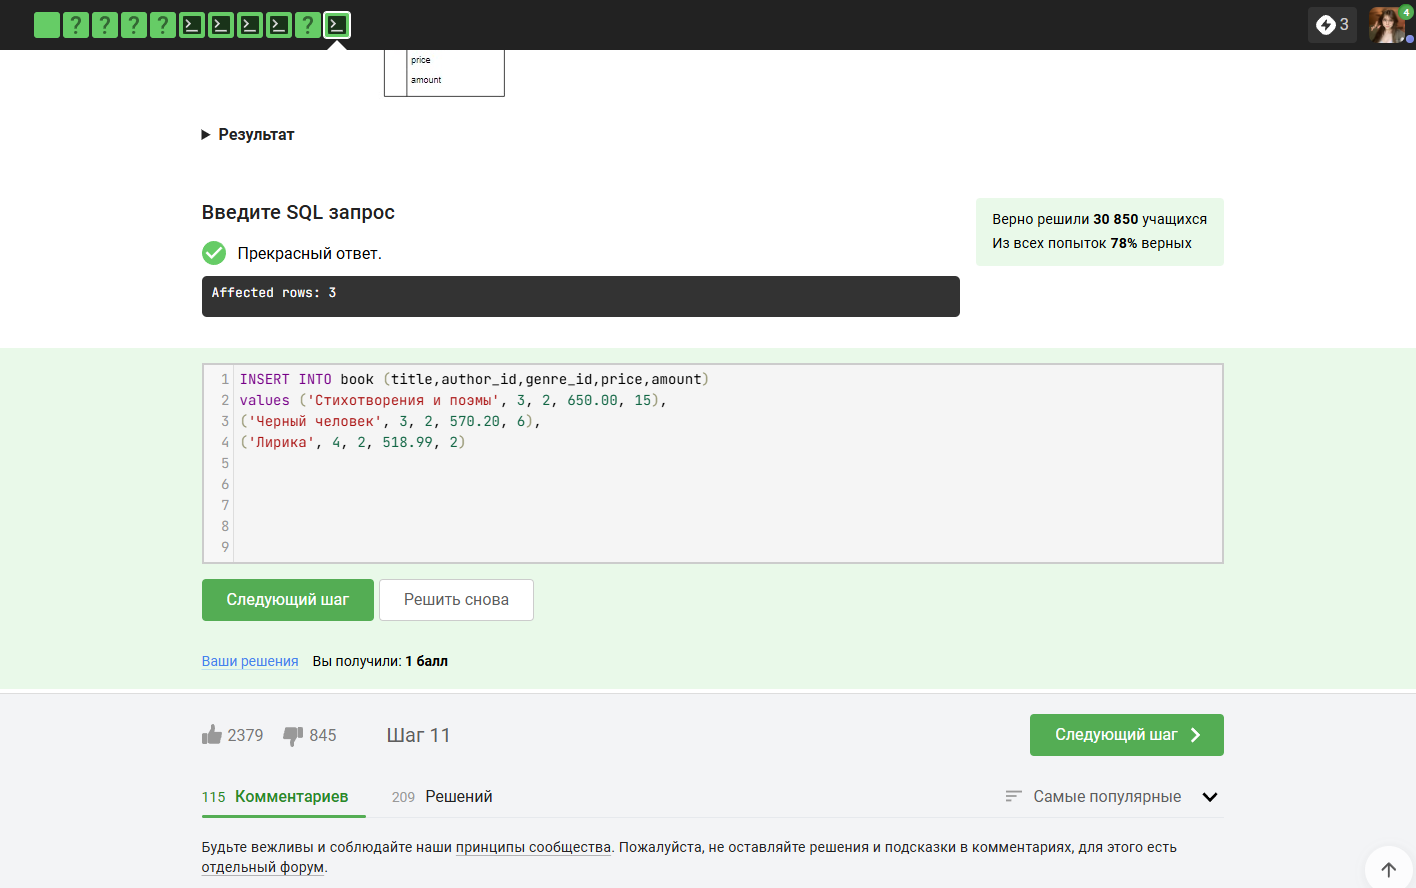 ? ? ? ? ?
3
4
price
amount
Результат
Введите SQL запрос
Прекрасный ответ.
Affected rows: 3
Верно решили 30 850 учащихся
Из всех попыток 78% верных
1 INSERT INTO book (title,author_id,genre_id,price,amount)
2 values ('Стихотворения и поэмы', 3, 2, 650.00, 15),
3 ('Черный человек', 3, 2, 570.20, 6),
4 ('Лирика', 4, 2, 518.99, 2)
5
6
7
8
9
Следующий шаг Решить снова
Ваши решения Вы получили: 1 балл
2379 845 Шаг 11 Следующий шаг
115 Комментариев 209 Решений Самые популярные
Будьте вежливы и соблюдайте наши принципы сообщества. Пожалуйста, не оставляйте решения и подсказки в комментариях, для этого есть
отдельный форум.